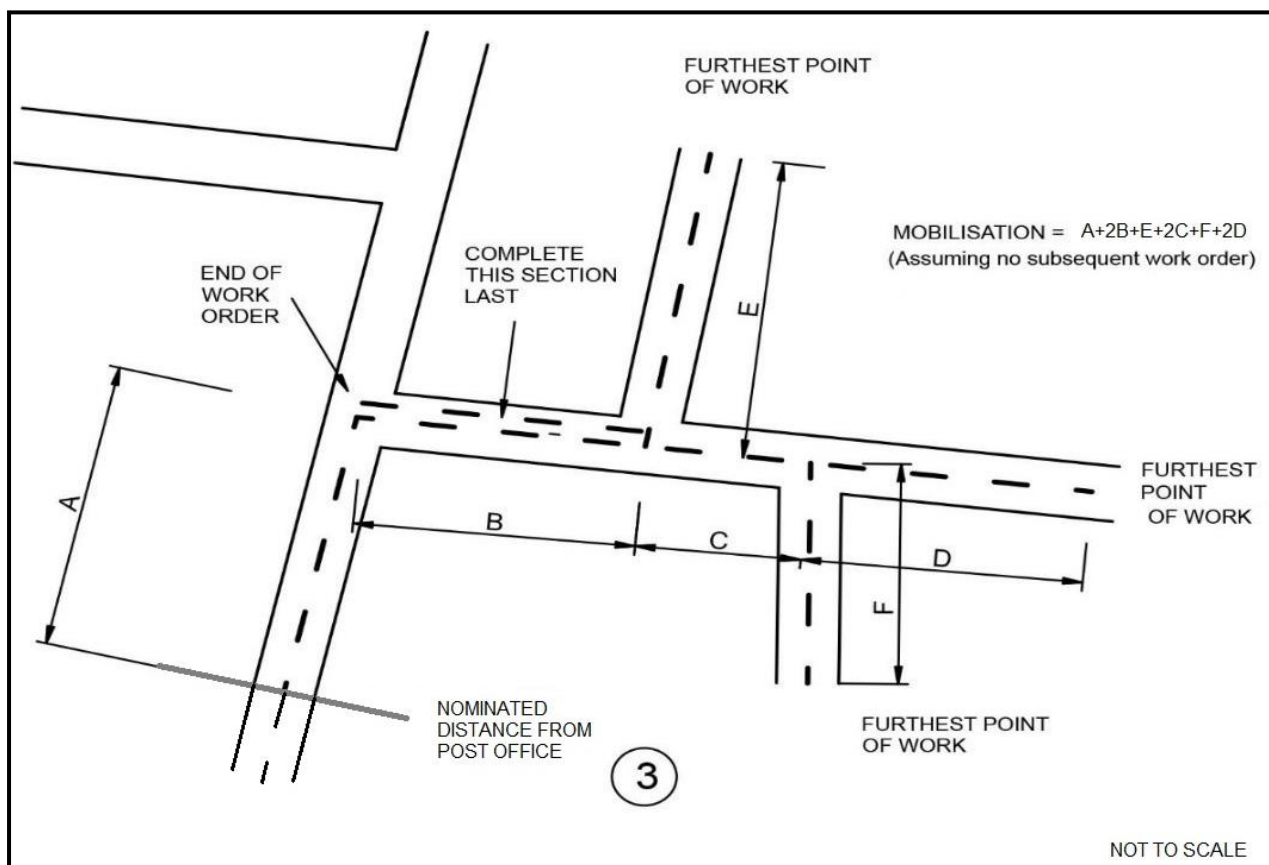 FURTHEST POINT
OF WORK
MOBILISATION = A+2B+E+2C+F+2D
(Assuming no subsequent work order)
COMPLETE
THIS SECTION
LAST
END OF
WORK
ORDER
E
A
B
C
D
F
FURTHEST
POINT
OF WORK
NOMINATED
DISTANCE FROM
POST OFFICE
FURTHEST POINT
OF WORK
3
NOT TO SCALE